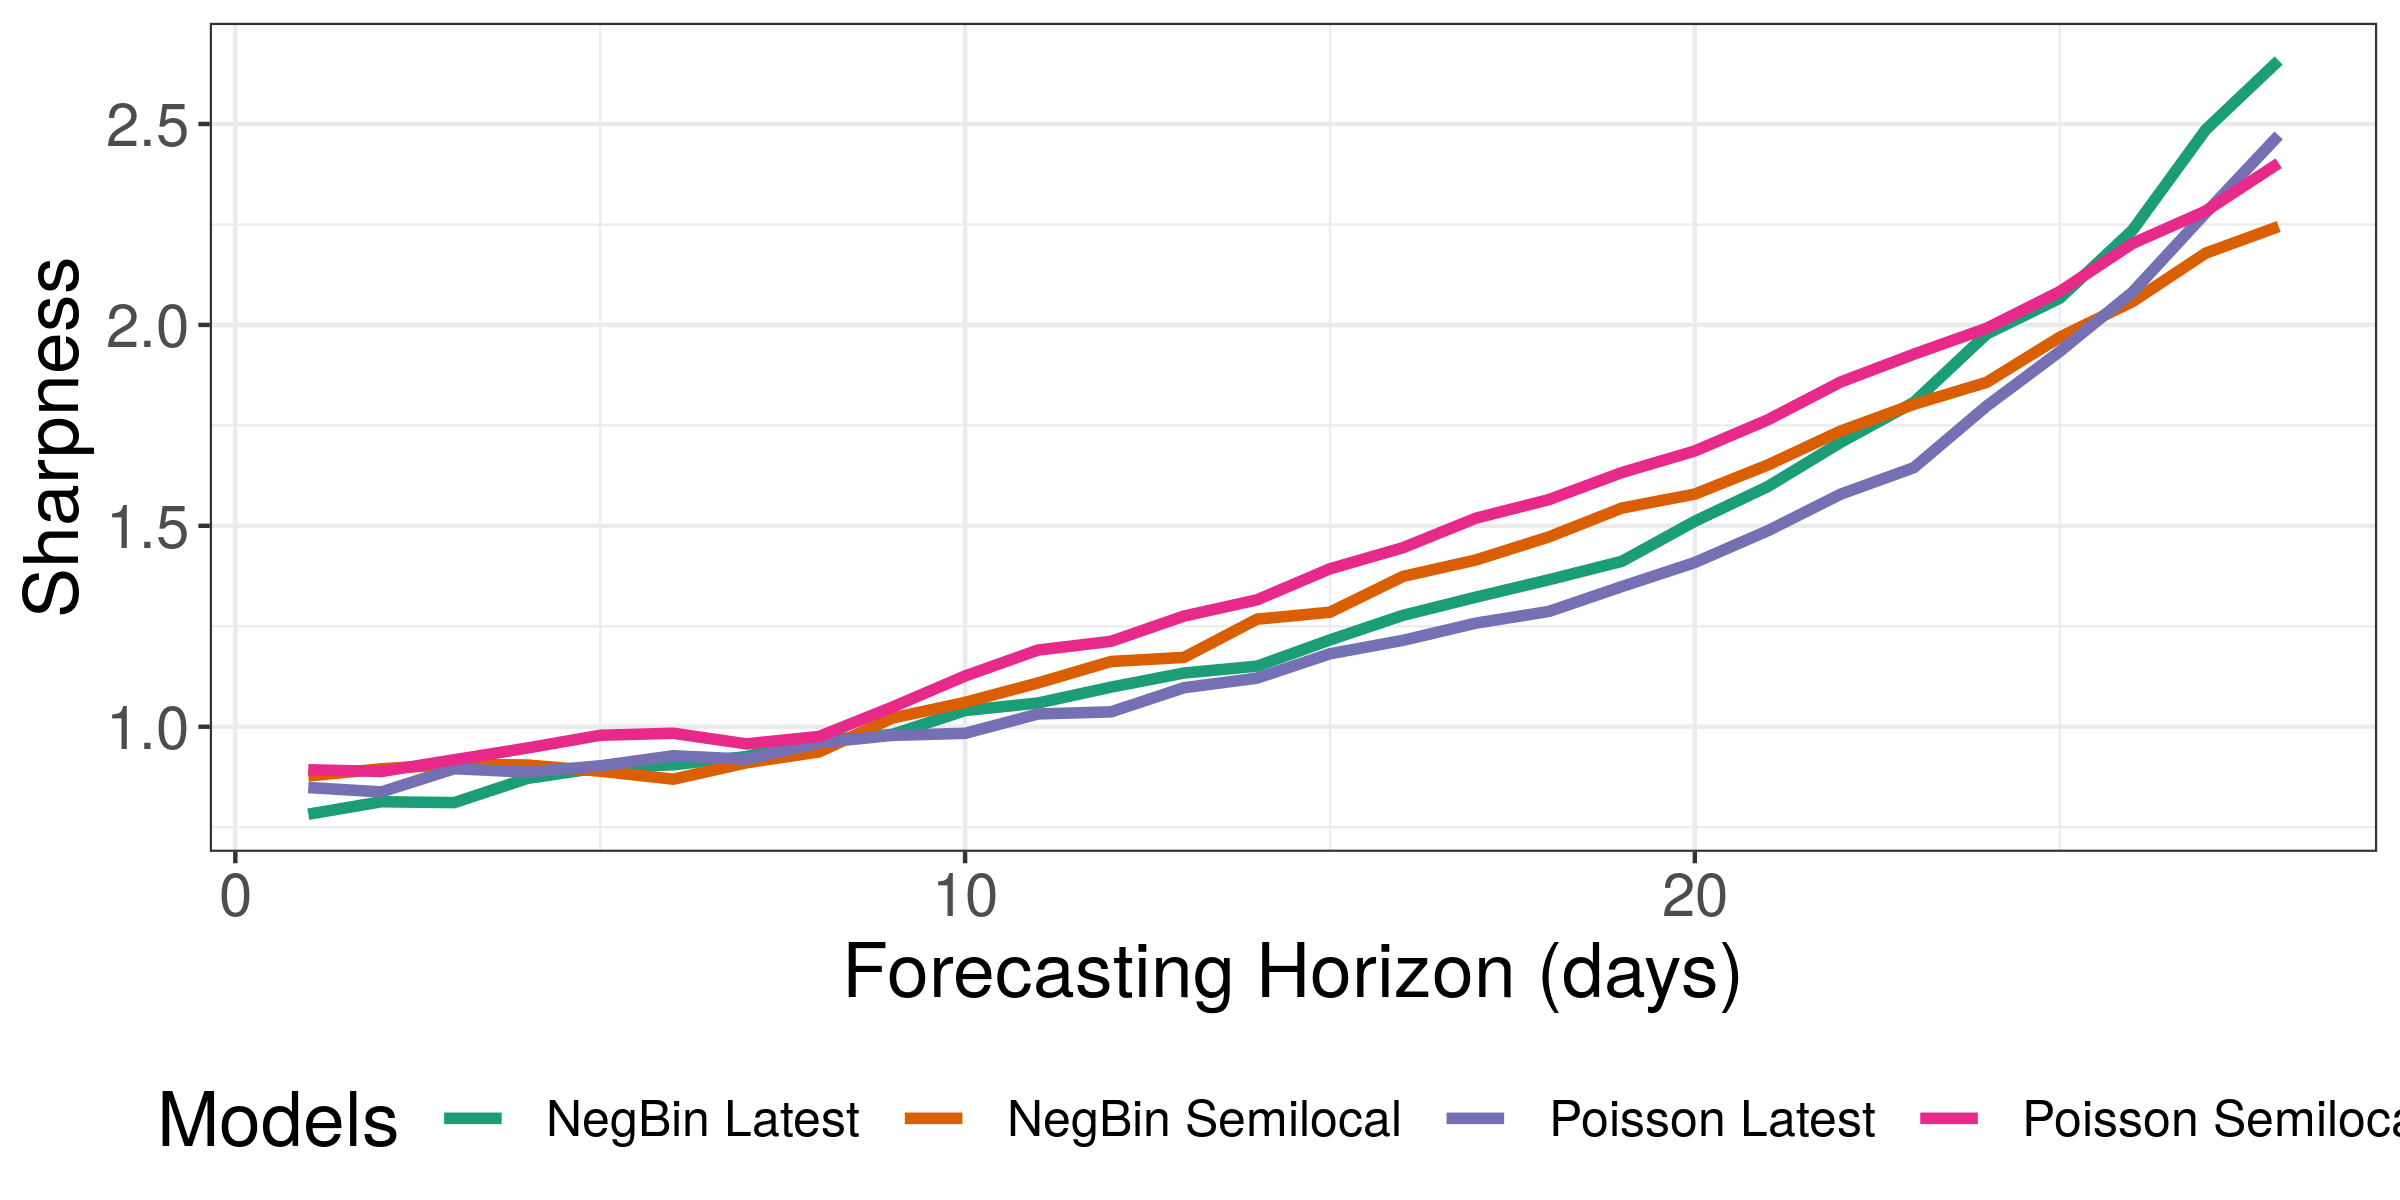 2.5
2.0
1.5
1.0
Sharpness
0
10
20
Forecasting Horizon (days)
Models
NegBin Latest
NegBin Semilocal
Poisson Latest
Poisson